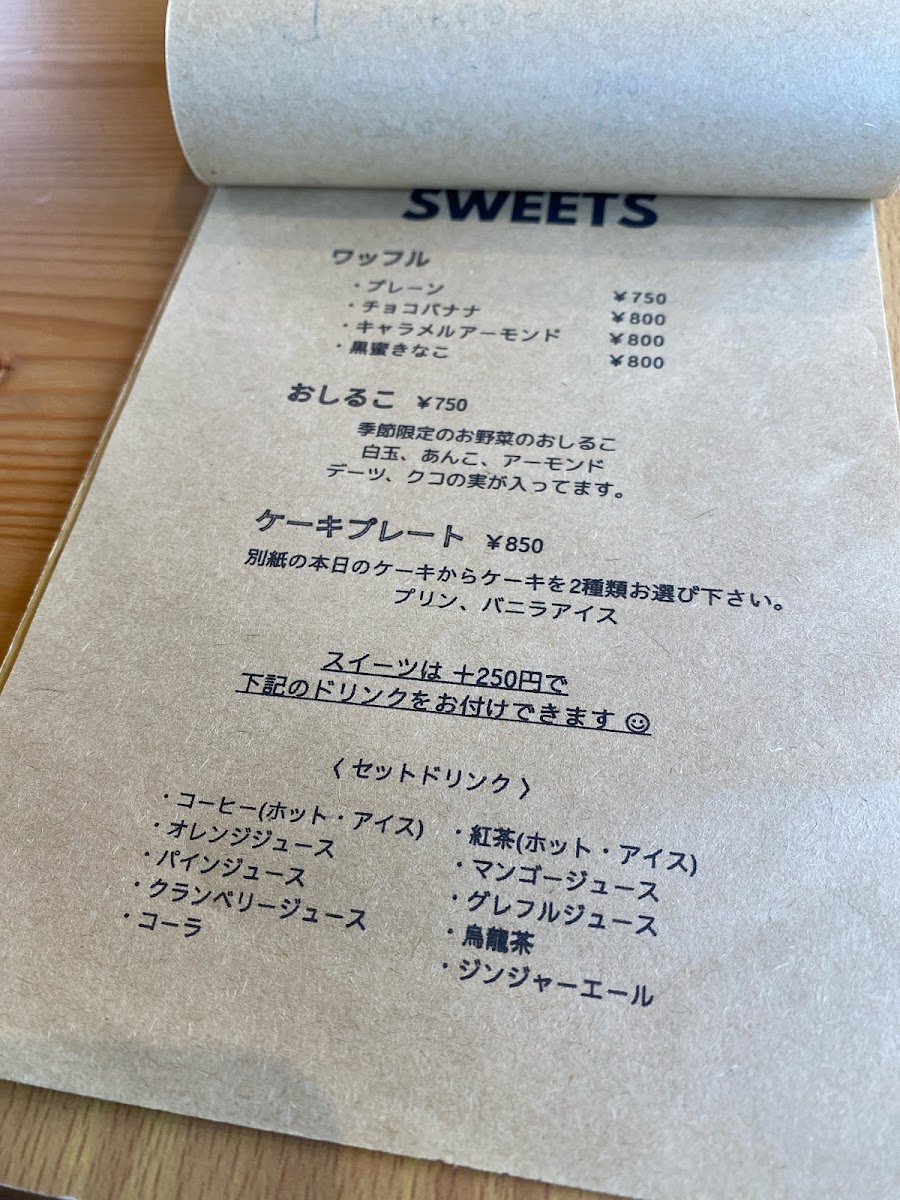 SWEETS
ワッフル
・プレーン ￥750
・チョコバナナ ￥800
・キャラメルアーモンド ￥800
・黒蜜きなこ ￥800
おしるこ ￥750
季節限定のお野菜のおしるこ
白玉、あんこ、アーモンド
デーツ、クコの実が入ってます。
ケーキプレート ￥850
別紙の本日のケーキからケーキを2種類お選び下さい。
プリン、バニラアイス
スイーツは ＋250円で
下記のドリンクをお付けできます☺
〈 セットドリンク 〉
・コーヒー(ホット・アイス)
・オレンジジュース
・パインジュース
・クランベリージュース
・コーラ
・紅茶(ホット・アイス)
・マンゴージュース
・グレフルジュース
・烏龍茶
・ジンジャーエール